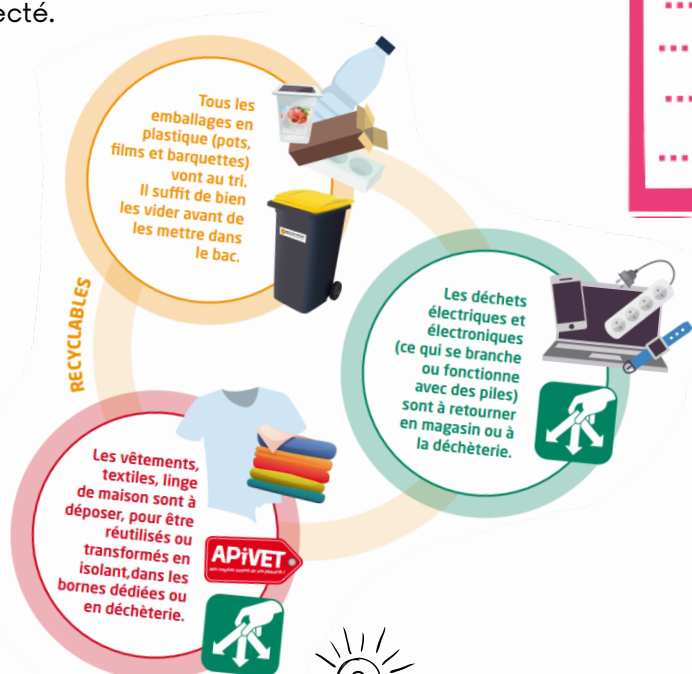 ecté.
Tous les
emballages en
plastique (pots,
films et barquettes)
vont au tri.
Il suffit de bien
les vider avant de
les mettre dans
le bac.
RECYCLABLES
Les déchets
électriques et
électroniques
(ce qui se branche
ou fonctionne
avec des piles)
sont à retourner
en magasin ou à
la déchèterie.
Les vêtements,
textiles, linge
de maison sont à
déposer, pour être
réutilisés ou
transformés en
isolant,dans les
bornes dédiées ou
en déchèterie.
APiVET